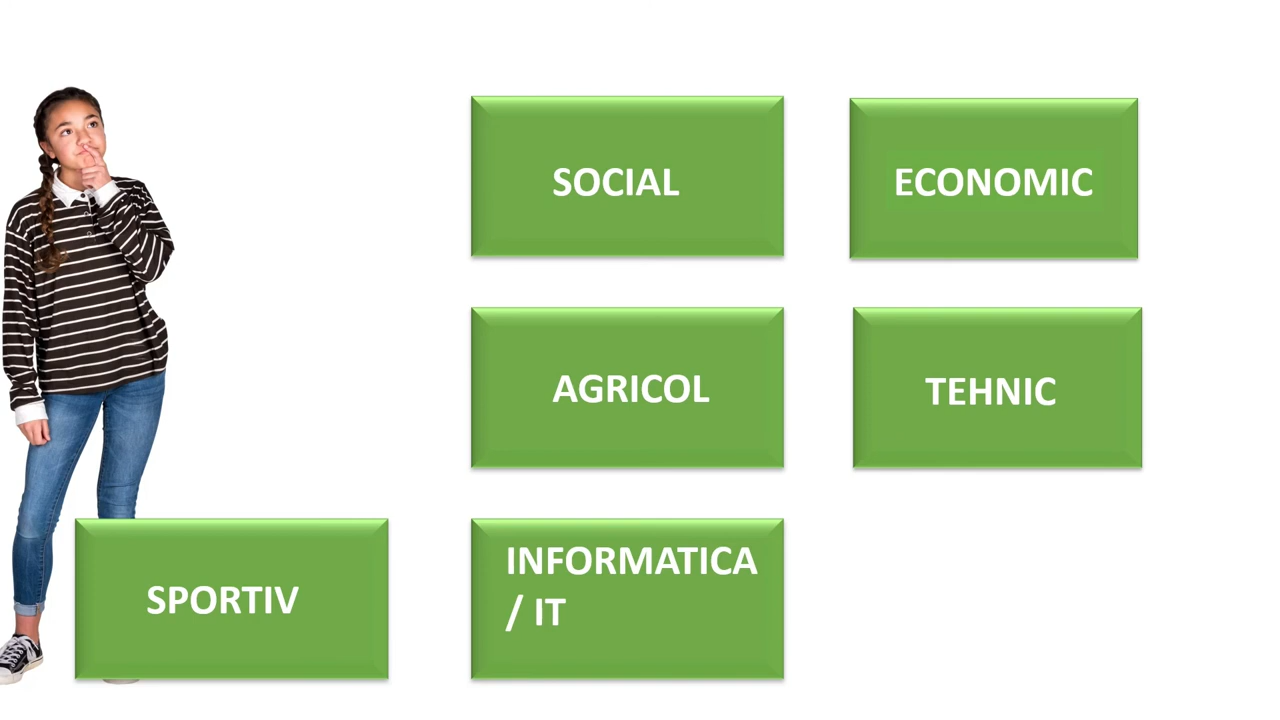 SOCIAL
ECONOMIC
AGRICOL
TEHNIC
SPORTIV
INFORMATICA
/ IT